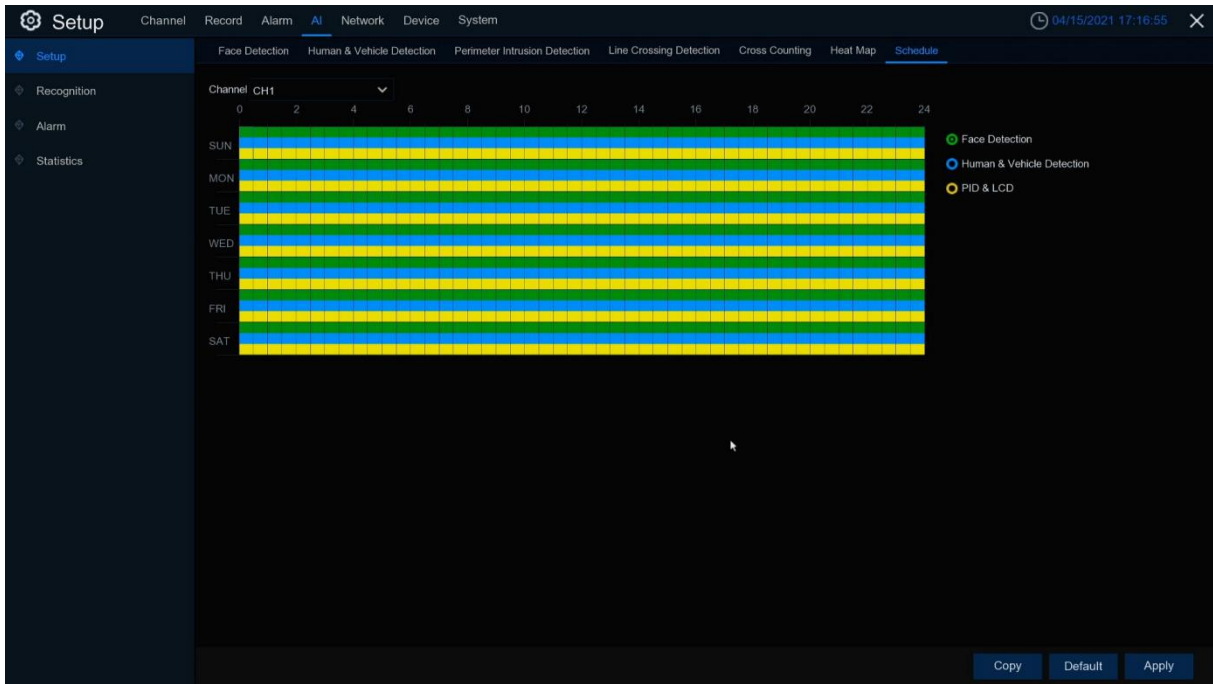 Setup Channel Record Alarm AI Network Device System 04/15/2021 17:16:55
Setup Face Detection Human & Vehicle Detection Perimeter Intrusion Detection Line Crossing Detection Cross Counting Heat Map Schedule
Recognition
Alarm
Statistics
Channel CH1
0 2 4 6 8 10 12 14 16 18 20 22 24
SUN
MON
TUE
WED
THU
FRI
SAT
Face Detection
Human & Vehicle Detection
PID & LCD
Copy Default Apply